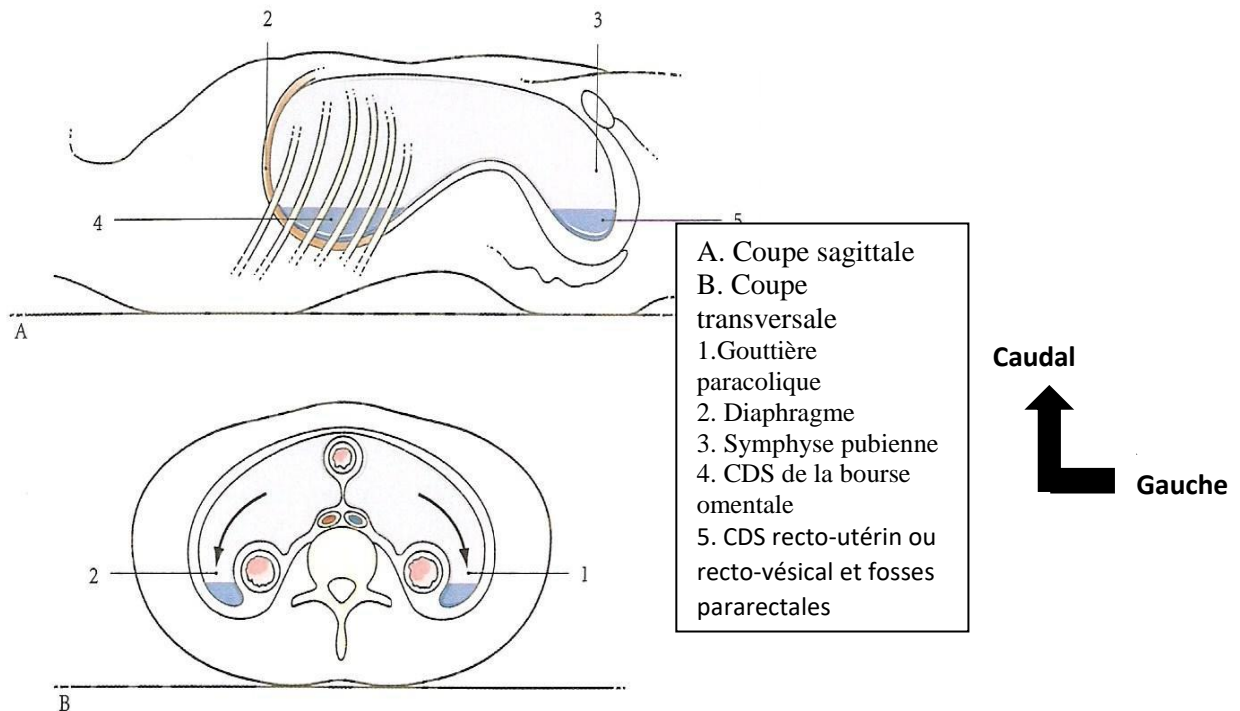 2
3
4
5
A
A. Coupe sagittale
B. Coupe
transversale
1.Gouttière
paracolique
2. Diaphragme
3. Symphyse pubienne
4. CDS de la bourse
omentale
5. CDS recto-utérin ou
recto-vésical et fosses
pararectales
Caudal
Gauche
2
1
B